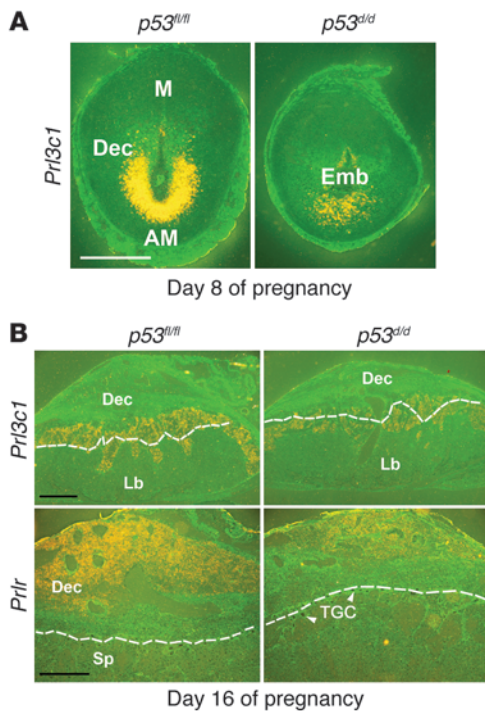 A
p53fl/fl
p53d/d
Prl3c1
M
Dec
AM
Emb
Day 8 of pregnancy
B
p53fl/fl
p53d/d
Prl3c1
Dec
Lb
Dec
Lb
Prlr
Dec
Sp
TGC
Day 16 of pregnancy